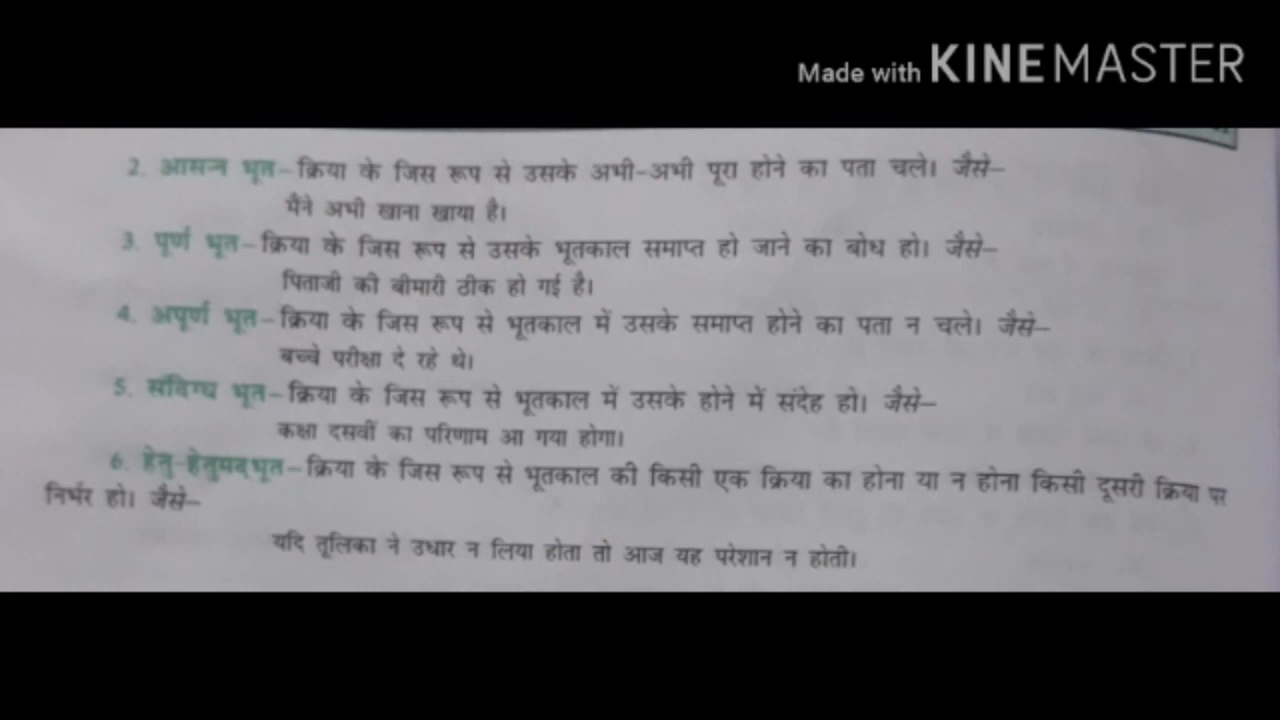 Made with KINEMASTER
2. आसन्न भूत–क्रिया के जिस रूप से उसके अभी-अभी पूरा होने का पता चले। जैसे–
मैंने अभी खाना खाया है।
3. पूर्ण भूत–क्रिया के जिस रूप से उसके भूतकाल समाप्त हो जाने का बोध हो। जैसे–
पिताजी की बीमारी ठीक हो गई है।
4. अपूर्ण भूत–क्रिया के जिस रूप से भूतकाल में उसके समाप्त होने का पता न चले। जैसे–
बच्चे परीक्षा दे रहे थे।
5. संदिग्ध भूत–क्रिया के जिस रूप से भूतकाल में उसके होने में संदेह हो। जैसे–
कक्षा दसवीं का परिणाम आ गया होगा।
6. हेतु-हेतुमद्भूत–क्रिया के जिस रूप से भूतकाल की किसी एक क्रिया का होना या न होना किसी दूसरी क्रिया पर
निर्भर हो। जैसे–
यदि तूलिका ने उधार न लिया होता तो आज यह परेशान न होती।